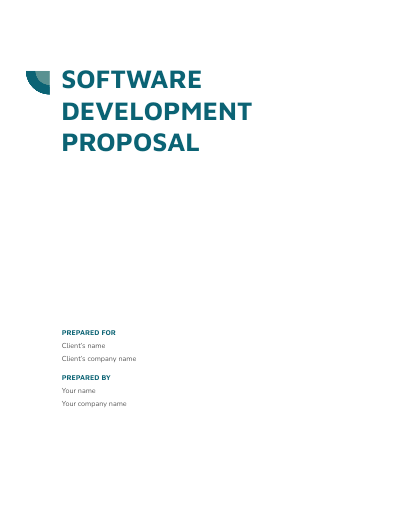 SOFTWARE
DEVELOPMENT
PROPOSAL
PREPARED FOR
Client's name
Client's company name
PREPARED BY
Your name
Your company name